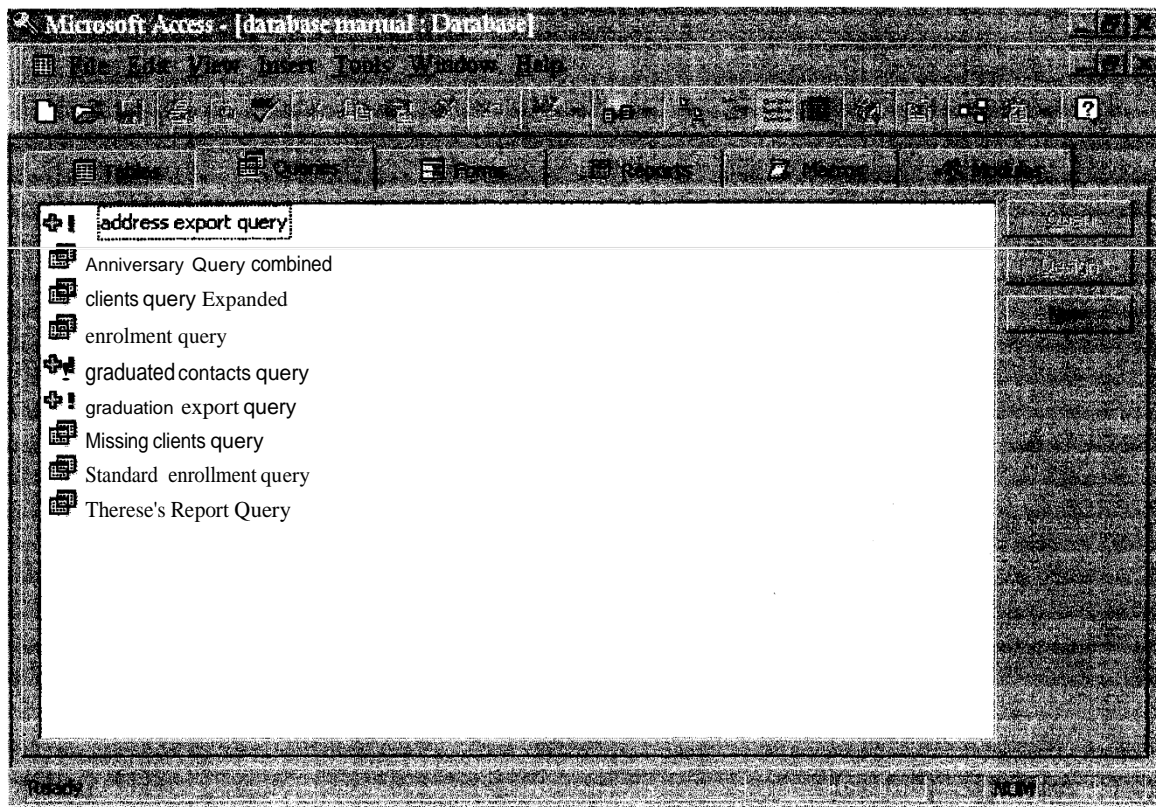 Microsoft Access - [database manual : Database]
File Edit View Insert Tools Window Help
Tables Queries Forms Reports Macros Modules
address export query
Open
Anniversary Query combined
Design
clients query Expanded
New
enrolment query
graduated contacts query
graduation export query
Missing clients query
Standard enrollment query
Therese's Report Query
Ready
NUM